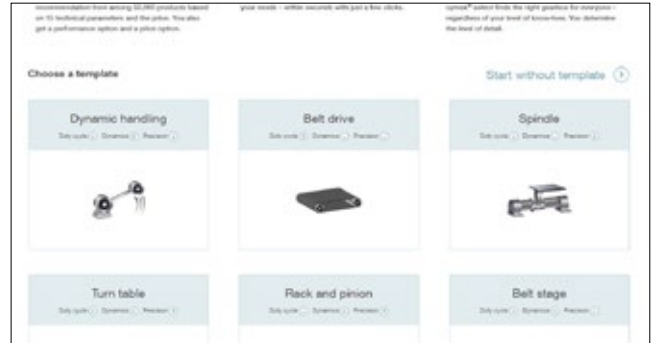 recommendation from among 50,000 products based
on 15 technical parameters and the price. You also
get a performance option and a price option.
your needs – within seconds with just a few clicks.
cymex® select finds the right gearbox for everyone –
regardless of your level of know-how. You determine
the level of detail.
Choose a template
Start without template
Dynamic handling
Duty cycle Dynamics Precision
Belt drive
Duty cycle Dynamics Precision
Spindle
Duty cycle Dynamics Precision
Turn table
Duty cycle Dynamics Precision
Rack and pinion
Duty cycle Dynamics Precision
Belt stage
Duty cycle Dynamics Precision